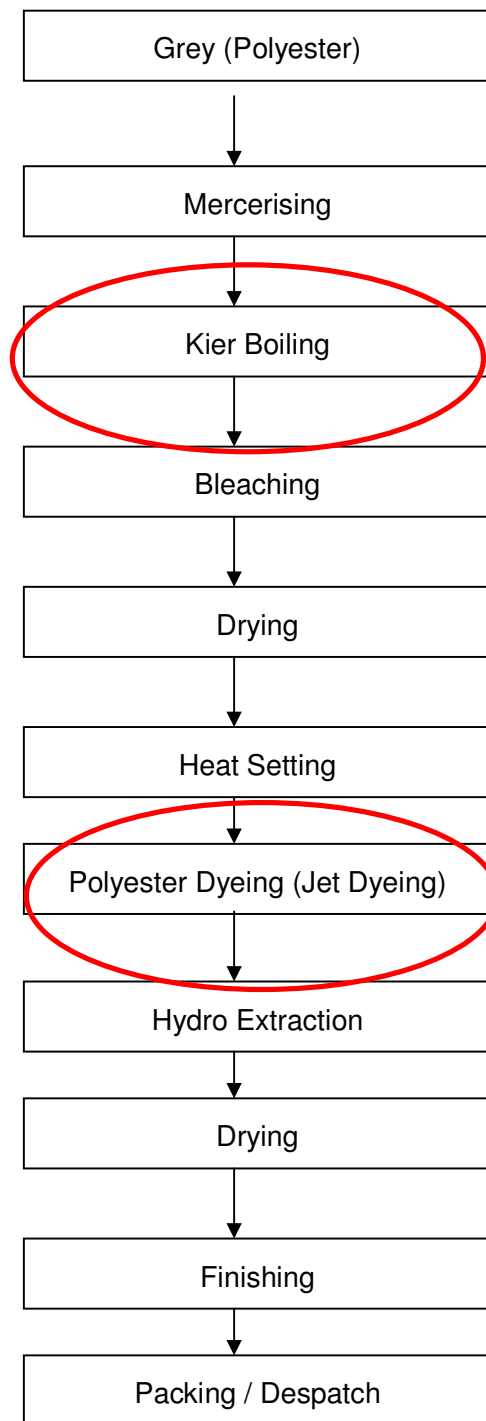 Grey (Polyester)
Mercerising
Kier Boiling
Bleaching
Drying
Heat Setting
Polyester Dyeing (Jet Dyeing)
Hydro Extraction
Drying
Finishing
Packing / Despatch